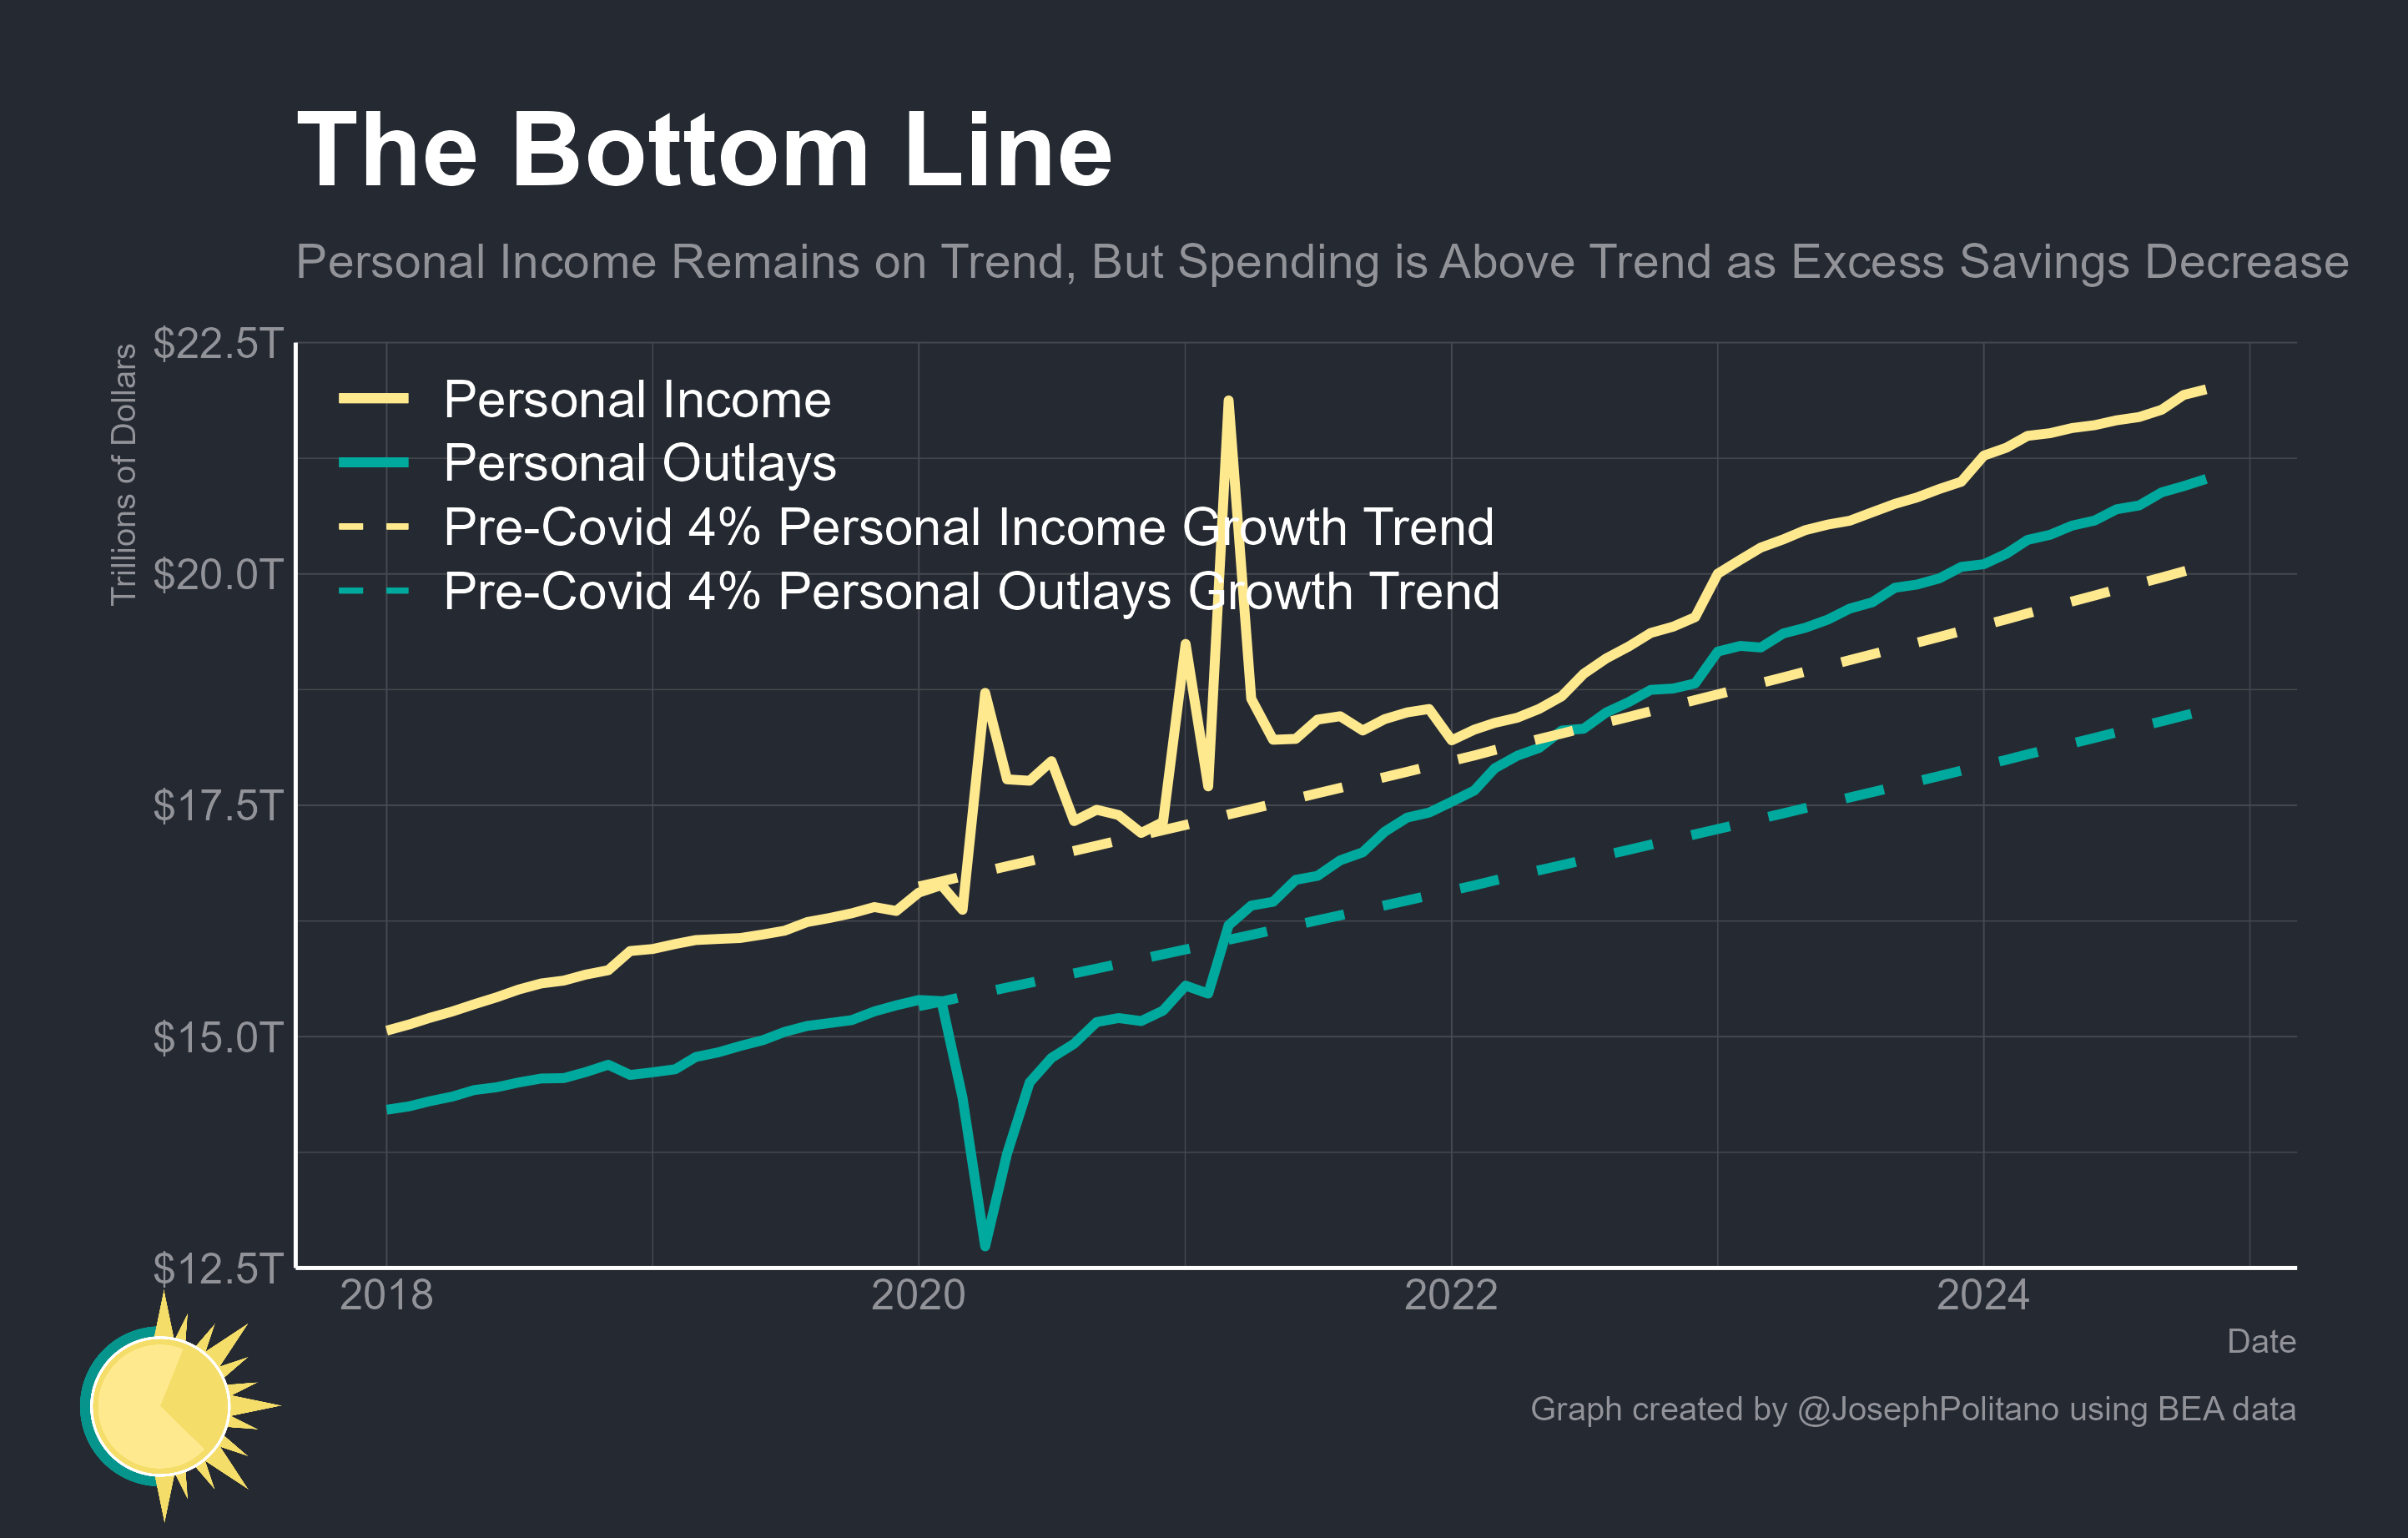 The Bottom Line
Personal Income Remains on Trend, But Spending is Above Trend as Excess Savings Decrease
Trillions of Dollars
$22.5T
$20.0T
$17.5T
$15.0T
$12.5T
Personal Income
Personal Outlays
Pre-Covid 4% Personal Income Growth Trend
Pre-Covid 4% Personal Outlays Growth Trend
2018
2020
2022
2024
Date
Graph created by @JosephPolitano using BEA data